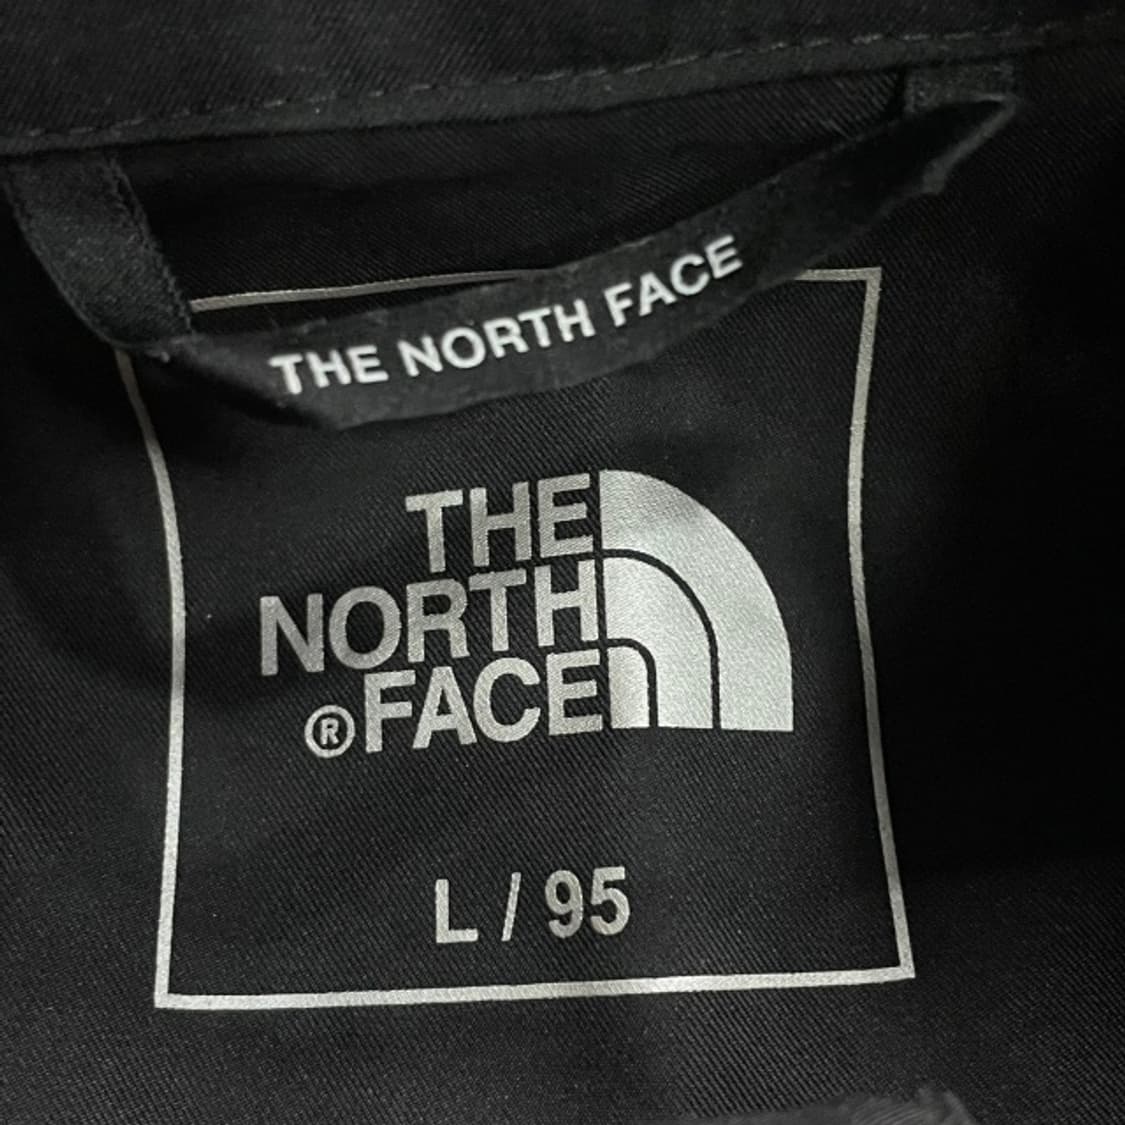 THE NORTH FACE
THE
NORTH
®FACE
L / 95